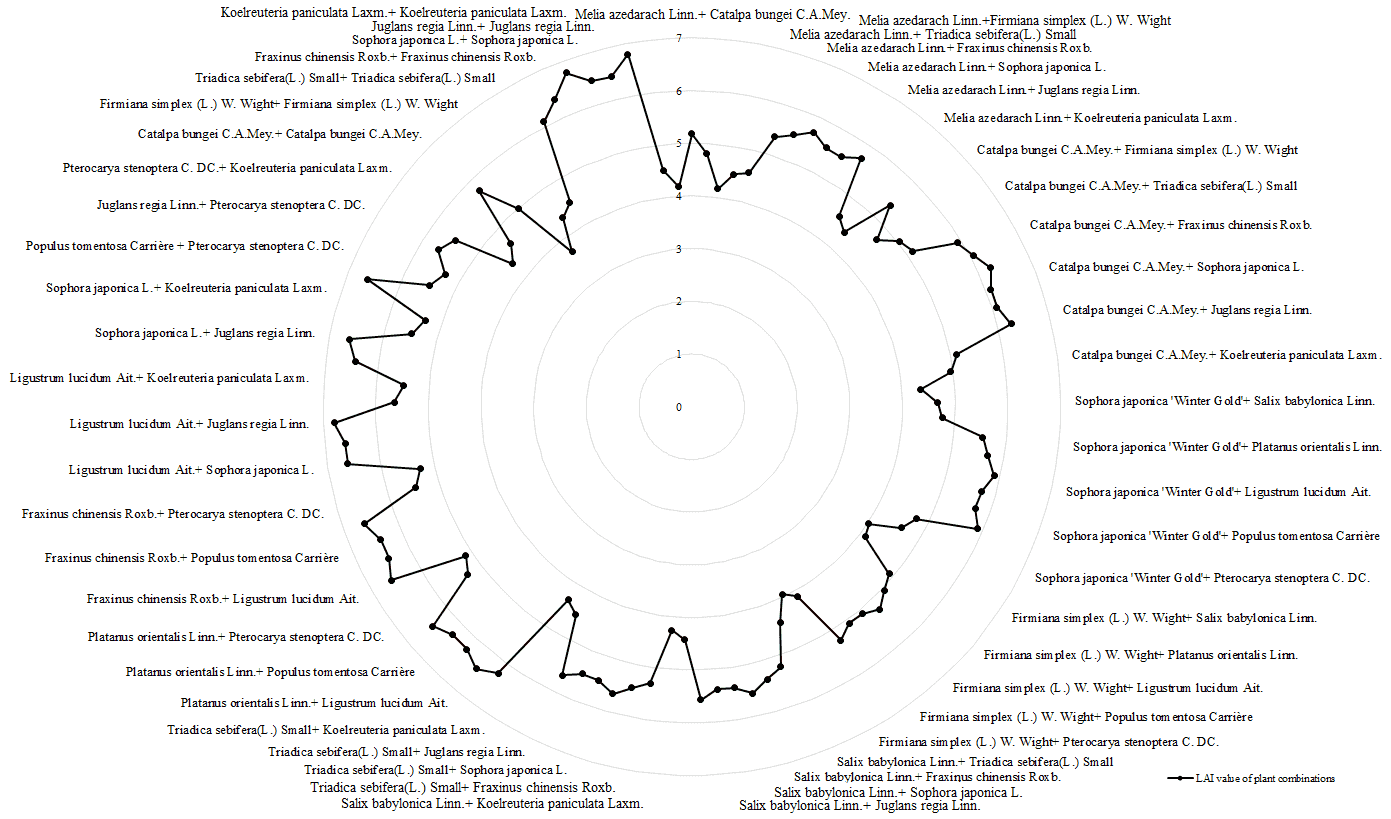 Koelreuteria paniculata Laxm.+ Koelreuteria paniculata Laxm.
Melia azedarach Linn.+ Catalpa bungei C.A.Mey.
Melia azedarach Linn.+Firmiana simplex (L.) W. Wight
Juglans regia Linn.+ Juglans regia Linn.
Melia azedarach Linn.+ Triadica sebifera(L.) Small
Sophora japonica L.+ Sophora japonica L.
Melia azedarach Linn.+ Fraxinus chinensis Roxb.
Fraxinus chinensis Roxb.+ Fraxinus chinensis Roxb.
Melia azedarach Linn.+ Sophora japonica L.
Triadica sebifera(L.) Small+ Triadica sebifera(L.) Small
Melia azedarach Linn.+ Juglans regia Linn.
Firmiana simplex (L.) W. Wight+ Firmiana simplex (L.) W. Wight
Melia azedarach Linn.+ Koelreuteria paniculata Laxm.
Catalpa bungei C.A.Mey.+ Catalpa bungei C.A.Mey.
Catalpa bungei C.A.Mey.+ Firmiana simplex (L.) W. Wight
Pterocarya stenoptera C. DC.+ Koelreuteria paniculata Laxm.
Catalpa bungei C.A.Mey.+ Triadica sebifera(L.) Small
Juglans regia Linn.+ Pterocarya stenoptera C. DC.
Catalpa bungei C.A.Mey.+ Fraxinus chinensis Roxb.
Populus tomentosa Carrière + Pterocarya stenoptera C. DC.
Catalpa bungei C.A.Mey.+ Sophora japonica L.
Sophora japonica L.+ Koelreuteria paniculata Laxm.
Catalpa bungei C.A.Mey.+ Juglans regia Linn.
Sophora japonica L.+ Juglans regia Linn.
Catalpa bungei C.A.Mey.+ Koelreuteria paniculata Laxm.
Ligustrum lucidum Ait.+ Koelreuteria paniculata Laxm.
Sophora japonica 'Winter Gold'+ Salix babylonica Linn.
Ligustrum lucidum Ait.+ Juglans regia Linn.
Sophora japonica 'Winter Gold'+ Platanus orientalis Linn.
Ligustrum lucidum Ait.+ Sophora japonica L.
Sophora japonica 'Winter Gold'+ Ligustrum lucidum Ait.
Fraxinus chinensis Roxb.+ Pterocarya stenoptera C. DC.
Sophora japonica 'Winter Gold'+ Populus tomentosa Carrière
Fraxinus chinensis Roxb.+ Populus tomentosa Carrière
Sophora japonica 'Winter Gold'+ Pterocarya stenoptera C. DC.
Fraxinus chinensis Roxb.+ Ligustrum lucidum Ait.
Firmiana simplex (L.) W. Wight+ Salix babylonica Linn.
Platanus orientalis Linn.+ Pterocarya stenoptera C. DC.
Firmiana simplex (L.) W. Wight+ Platanus orientalis Linn.
Platanus orientalis Linn.+ Populus tomentosa Carrière
Firmiana simplex (L.) W. Wight+ Ligustrum lucidum Ait.
Platanus orientalis Linn.+ Ligustrum lucidum Ait.
Firmiana simplex (L.) W. Wight+ Populus tomentosa Carrière
Triadica sebifera(L.) Small+ Koelreuteria paniculata Laxm.
Firmiana simplex (L.) W. Wight+ Pterocarya stenoptera C. DC.
Triadica sebifera(L.) Small+ Juglans regia Linn.
Salix babylonica Linn.+ Triadica sebifera(L.) Small
Triadica sebifera(L.) Small+ Sophora japonica L.
Salix babylonica Linn.+ Fraxinus chinensis Roxb.
Triadica sebifera(L.) Small+ Fraxinus chinensis Roxb.
Salix babylonica Linn.+ Sophora japonica L.
Salix babylonica Linn.+ Koelreuteria paniculata Laxm.
Salix babylonica Linn.+ Juglans regia Linn.
7
6
5
4
3
2
1
0
LAI value of plant combinations